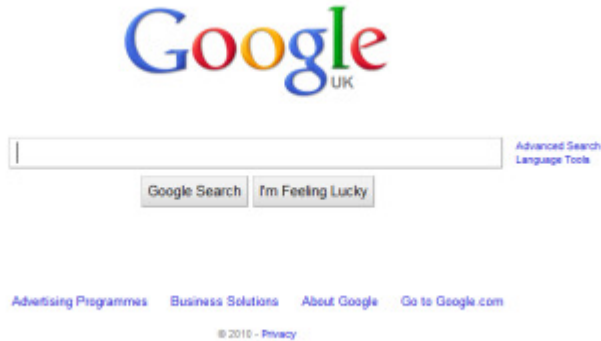 Google
UK
Advanced Search
Language Tools
Google Search I'm Feeling Lucky
Advertising Programmes Business Solutions About Google Go to Google.com
© 2010 - Privacy